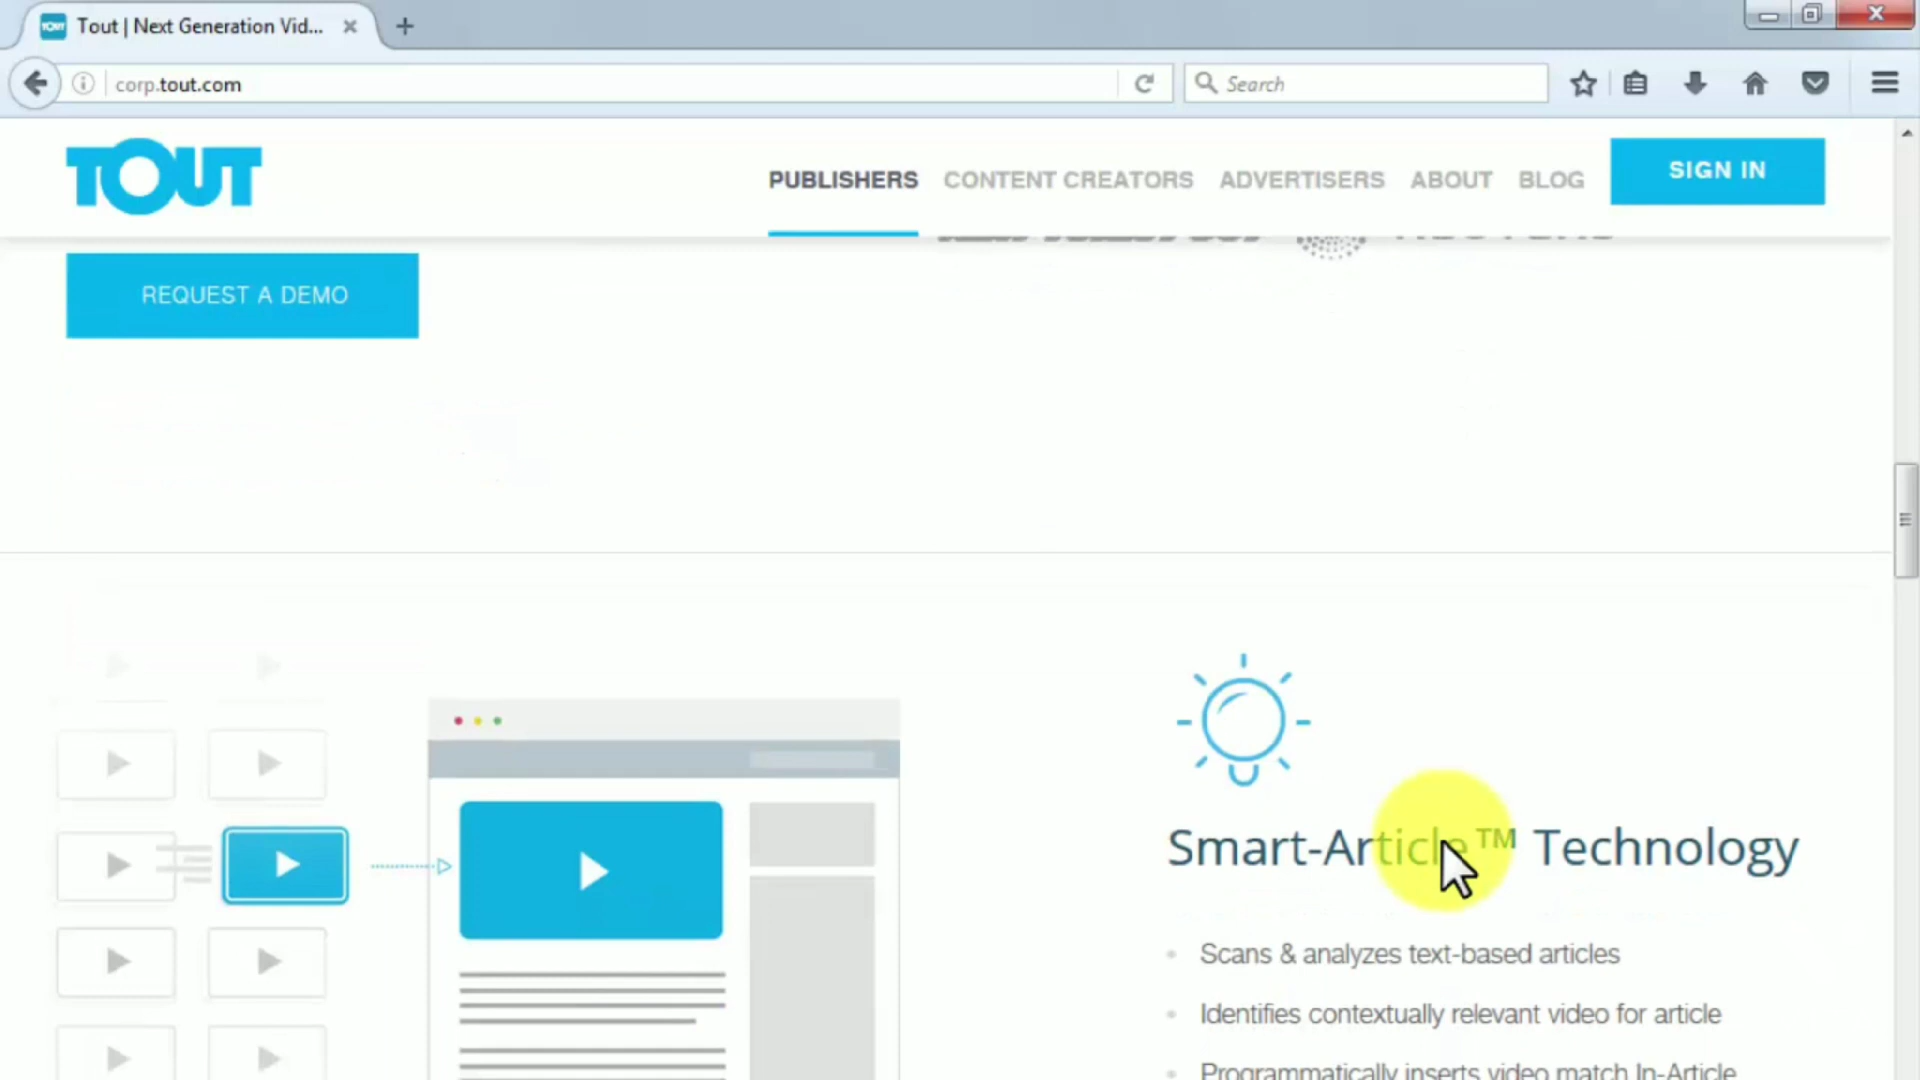 TOUT Tout | Next Generation Vid...
corp.tout.com
Search
TOUT
PUBLISHERS CONTENT CREATORS ADVERTISERS ABOUT BLOG SIGN IN
REQUEST A DEMO
Smart-Article™ Technology
Scans & analyzes text-based articles
Identifies contextually relevant video for article
Programmatically inserts video match In-Article